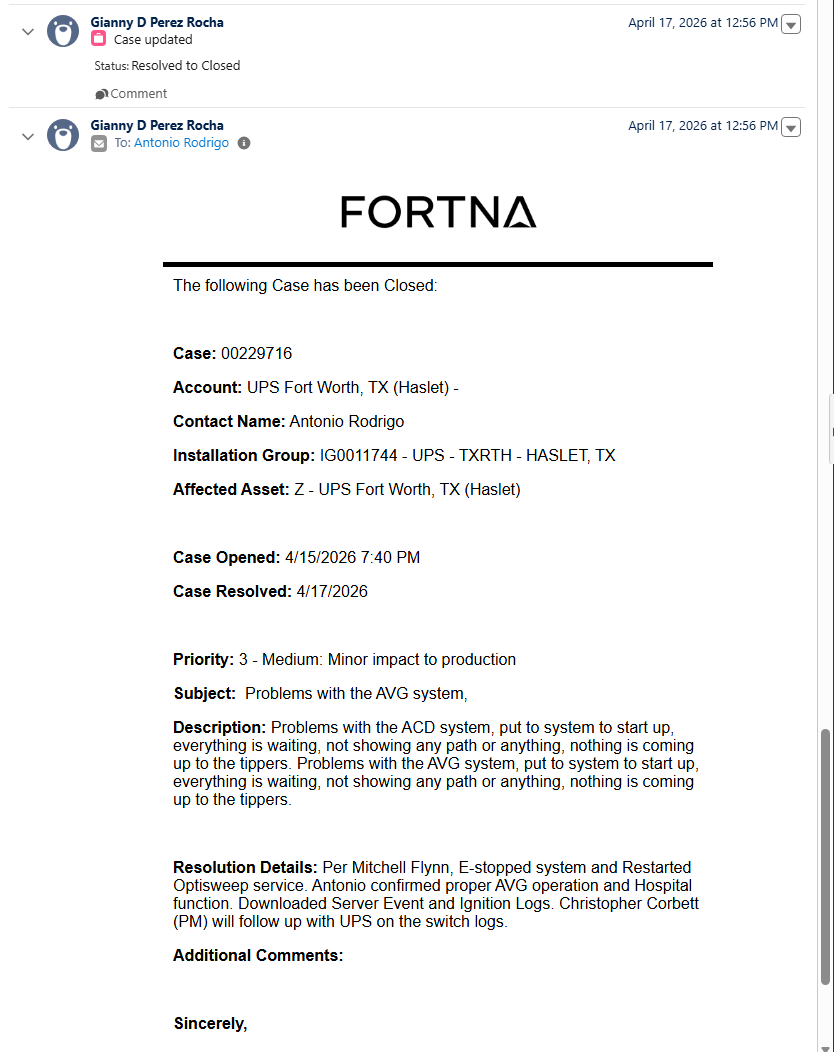 Gianny D Perez Rocha
April 17, 2026 at 12:56 PM
Case updated
Status: Resolved to Closed
Comment
Gianny D Perez Rocha
April 17, 2026 at 12:56 PM
To: Antonio Rodrigo
FORTNA
The following Case has been Closed:
Case: 00229716
Account: UPS Fort Worth, TX (Haslet) -
Contact Name: Antonio Rodrigo
Installation Group: IG0011744 - UPS - TXRTH - HASLET, TX
Affected Asset: Z - UPS Fort Worth, TX (Haslet)
Case Opened: 4/15/2026 7:40 PM
Case Resolved: 4/17/2026
Priority: 3 - Medium: Minor impact to production
Subject:  Problems with the AVG system,
Description: Problems with the ACD system, put to system to start up,
everything is waiting, not showing any path or anything, nothing is coming
up to the tippers. Problems with the AVG system, put to system to start up,
everything is waiting, not showing any path or anything, nothing is coming
up to the tippers.
Resolution Details: Per Mitchell Flynn, E-stopped system and Restarted
Optisweep service. Antonio confirmed proper AVG operation and Hospital
function. Downloaded Server Event and Ignition Logs. Christopher Corbett
(PM) will follow up with UPS on the switch logs.
Additional Comments:
Sincerely,